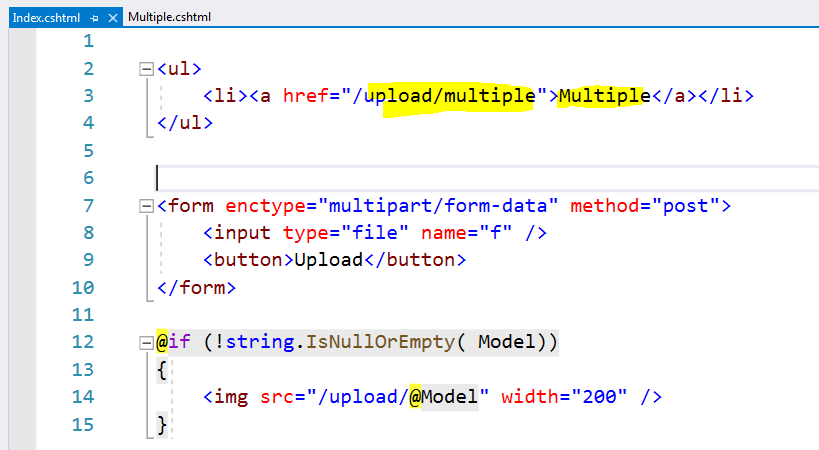 Index.cshtml Multiple.cshtml
1
2 <ul>
3 <li><a href="/upload/multiple">Multiple</a></li>
4 </ul>
5
6
7 <form enctype="multipart/form-data" method="post">
8 <input type="file" name="f" />
9 <button>Upload</button>
10 </form>
11
12 @if (!string.IsNullOrEmpty( Model))
13 {
14 <img src="/upload/@Model" width="200" />
15 }